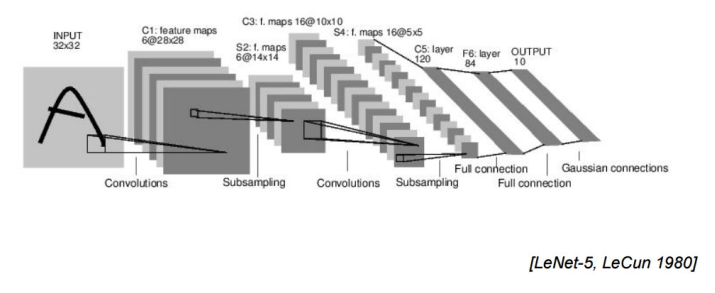 INPUT
32x32
C1: feature maps
6@28x28
S2: f. maps
6@14x14
C3: f. maps 16@10x10
S4: f. maps 16@5x5
C5: layer
120
F6: layer
84
OUTPUT
10
Convolutions
Subsampling
Convolutions
Subsampling
Full connection
Full connection
Gaussian connections
[LeNet-5, LeCun 1980]